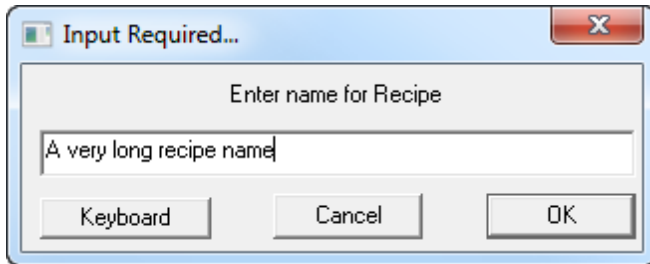 Input Required...
Enter name for Recipe
A very long recipe name
Keyboard Cancel OK